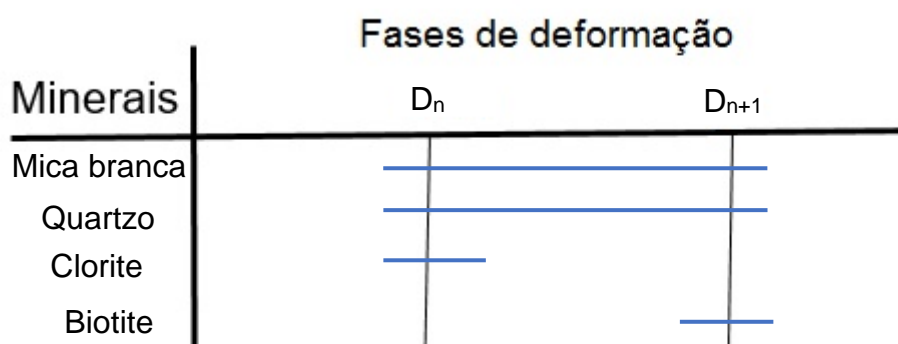 Fases de deformação
Minerais Dn Dn+1
Mica branca
Quartzo
Clorite
Biotite